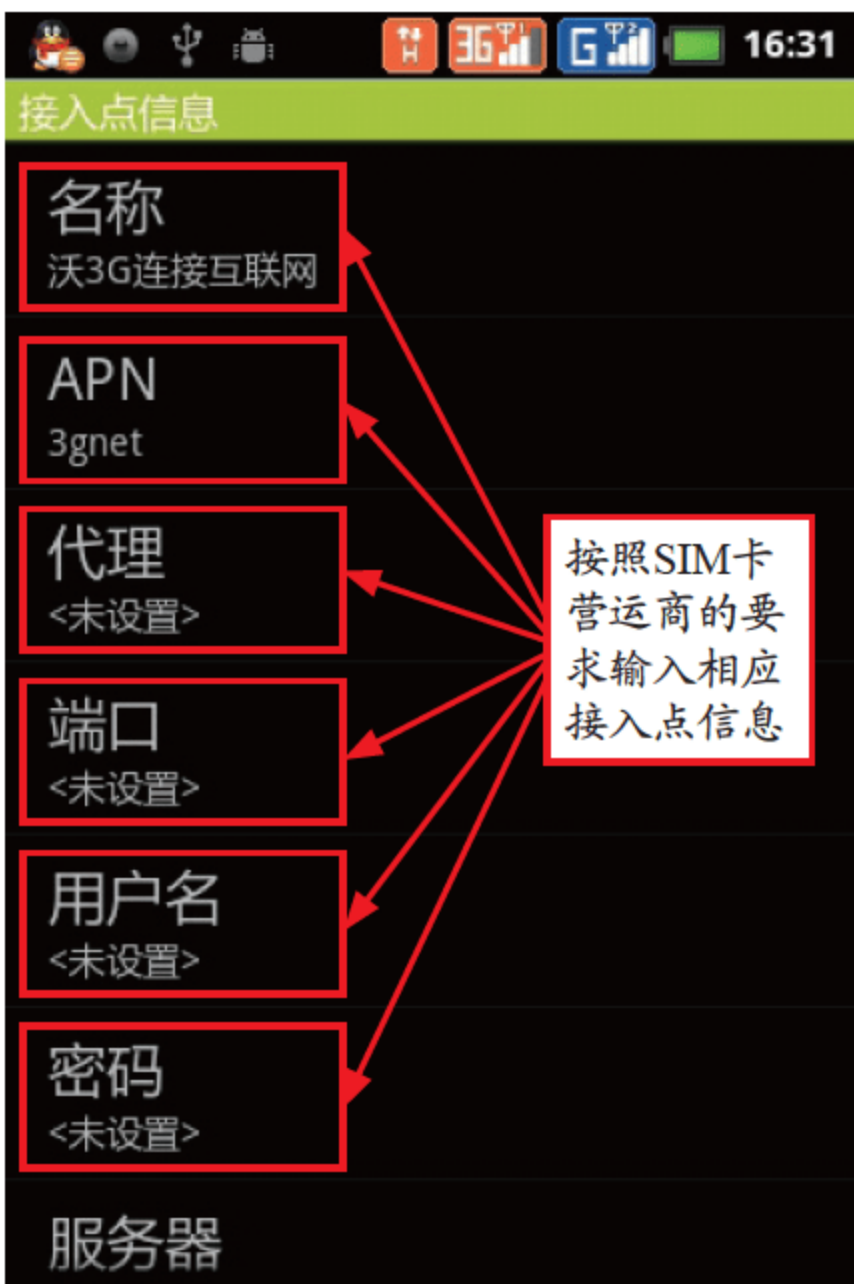 H 3G 1 G 2 16:31
接入点信息
名称
沃3G连接互联网
APN
3gnet
代理
<未设置>
端口
<未设置>
用户名
<未设置>
密码
<未设置>
服务器
按照SIM卡
营运商的要
求输入相应
接入点信息